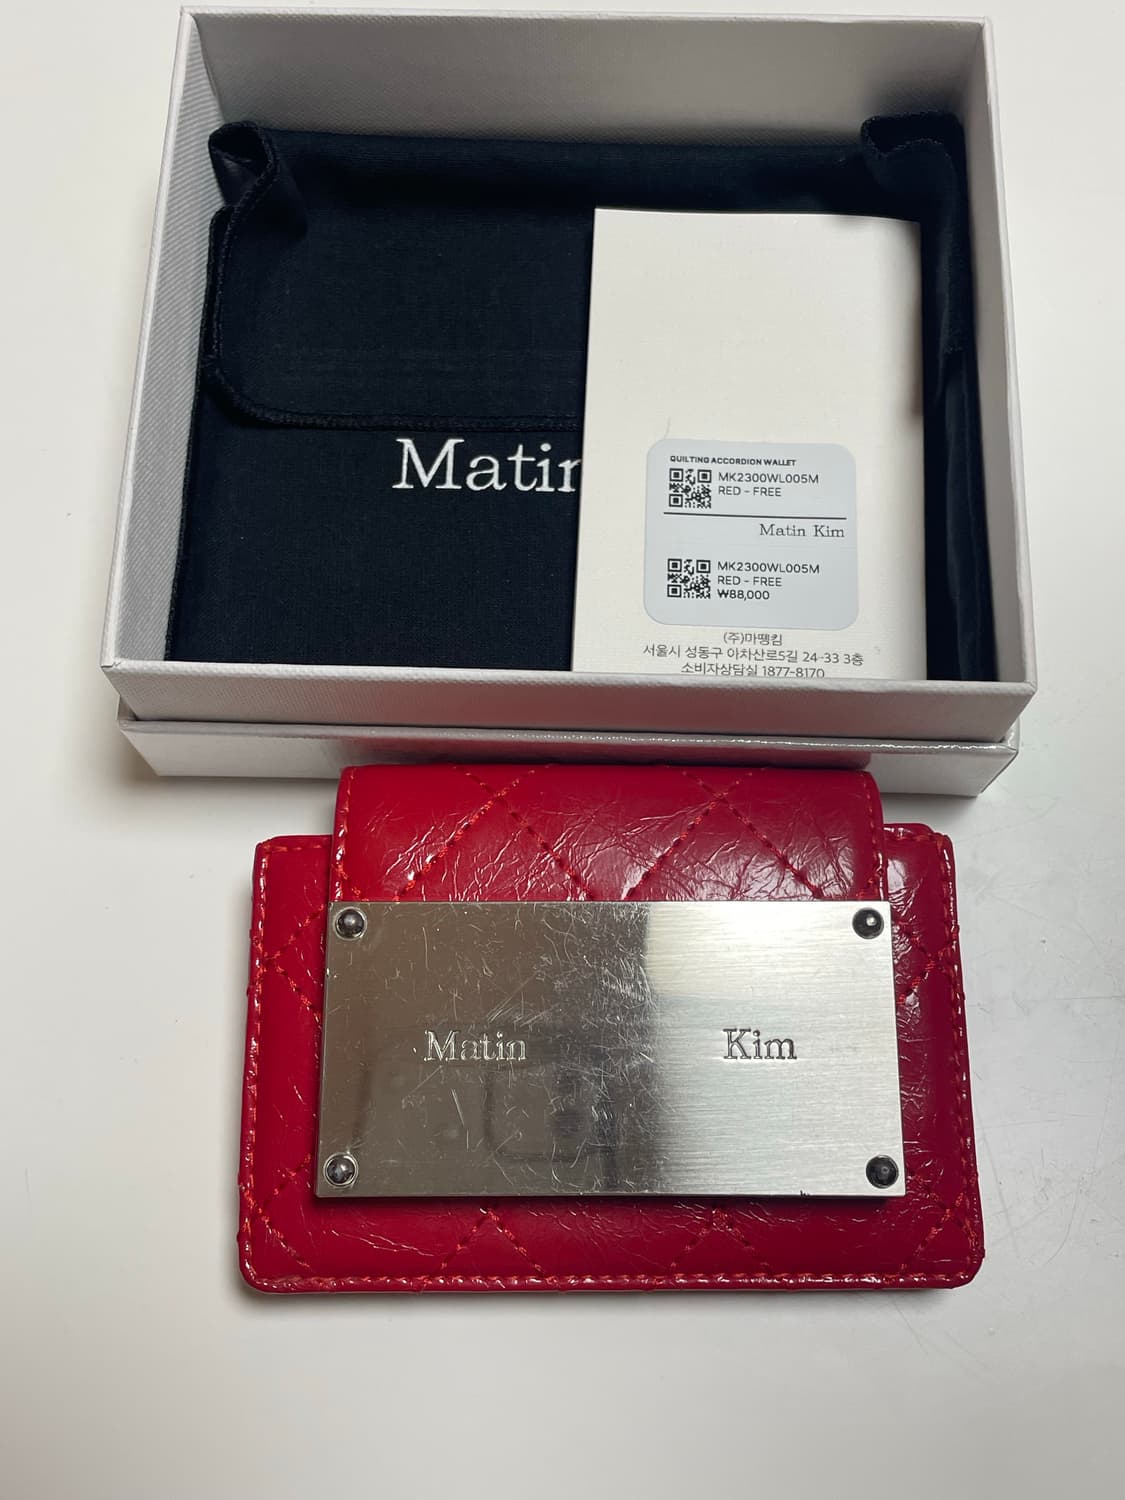 Matin
QUILTING ACCORDION WALLET
MK2300WL005M
RED - FREE
Matin Kim
MK2300WL005M
RED - FREE
₩88,000
(주)마땡킴
서울시 성동구 아차산로5길 24-33 3층
소비자상담실 1877-8170
Matin Kim